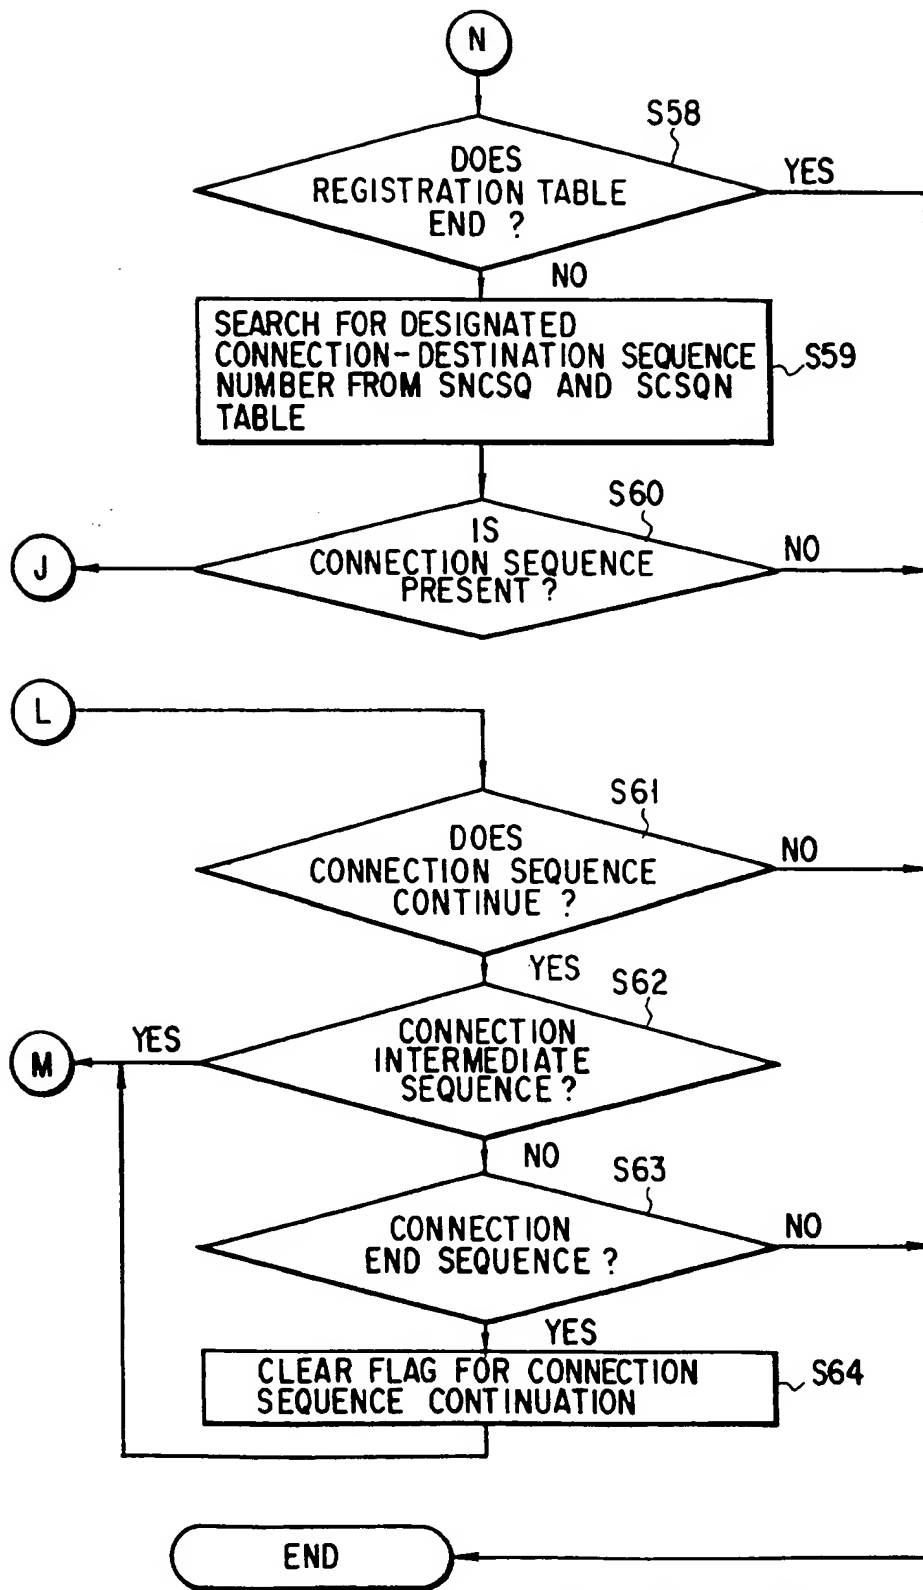 N
S58
DOES
REGISTRATION TABLE
END ?
YES
NO
SEARCH FOR DESIGNATED
CONNECTION-DESTINATION SEQUENCE
NUMBER FROM SNCSQ AND SCSQN
TABLE
S59
S60
IS
CONNECTION SEQUENCE
PRESENT ?
J
NO
L
S61
DOES
CONNECTION SEQUENCE
CONTINUE ?
NO
YES
S62
CONNECTION
INTERMEDIATE
SEQUENCE ?
YES
M
NO
S63
CONNECTION
END SEQUENCE ?
NO
YES
CLEAR FLAG FOR CONNECTION
SEQUENCE CONTINUATION
S64
END